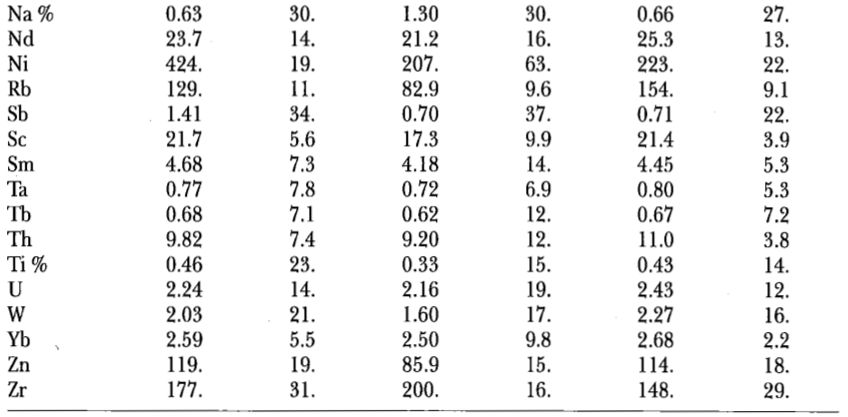 Na % 0.63 30. 1.30 30. 0.66 27.
Nd 23.7 14. 21.2 16. 25.3 13.
Ni 424. 19. 207. 63. 223. 22.
Rb 129. 11. 82.9 9.6 154. 9.1
Sb 1.41 34. 0.70 37. 0.71 22.
Sc 21.7 5.6 17.3 9.9 21.4 3.9
Sm 4.68 7.3 4.18 14. 4.45 5.3
Ta 0.77 7.8 0.72 6.9 0.80 5.3
Tb 0.68 7.1 0.62 12. 0.67 7.2
Th 9.82 7.4 9.20 12. 11.0 3.8
Ti % 0.46 23. 0.33 15. 0.43 14.
U 2.24 14. 2.16 19. 2.43 12.
W 2.03 21. 1.60 17. 2.27 16.
Yb 2.59 5.5 2.50 9.8 2.68 2.2
Zn 119. 19. 85.9 15. 114. 18.
Zr 177. 31. 200. 16. 148. 29.